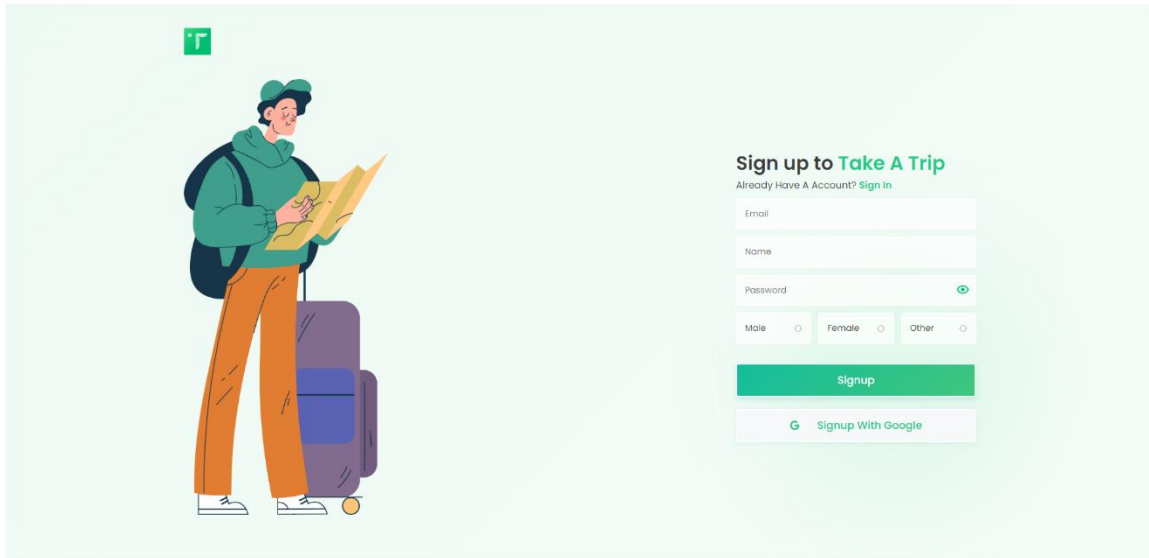 T
Sign up to Take A Trip
Already Have A Account? Sign In
Email
Name
Password
Male Female Other
Signup
G Signup With Google